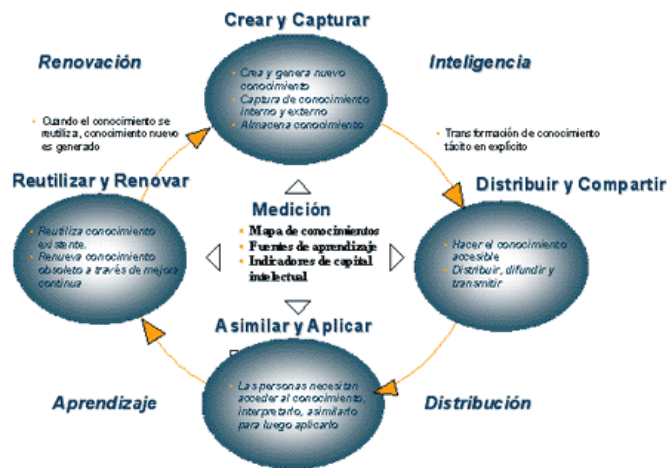 Crear y Capturar
Renovación
Inteligencia
Crea y genera nuevo
conocimiento
Captura de conocimiento
interno y externo
Almacena conocimiento
Cuando el conocimiento se
reutiliza, conocimiento nuevo
es generado
Transformación de conocimiento
tácito en explícito
Reutilizar y Renovar
Distribuir y Compartir
Medición
Mapa de conocimientos
Fuentes de aprendizaje
Indicadores de capital
intelectual
Reutiliza conocimiento
existente.
Renueva conocimiento
obsoleto a través de mejora
continua
Hacer el conocimiento
accesible
Distribuir, difundir y
transmitir
Asimilar y Aplicar
Las personas necesitan
acceder al conocimiento,
interpretarlo, asimilarlo
para luego aplicarlo
Aprendizaje
Distribución